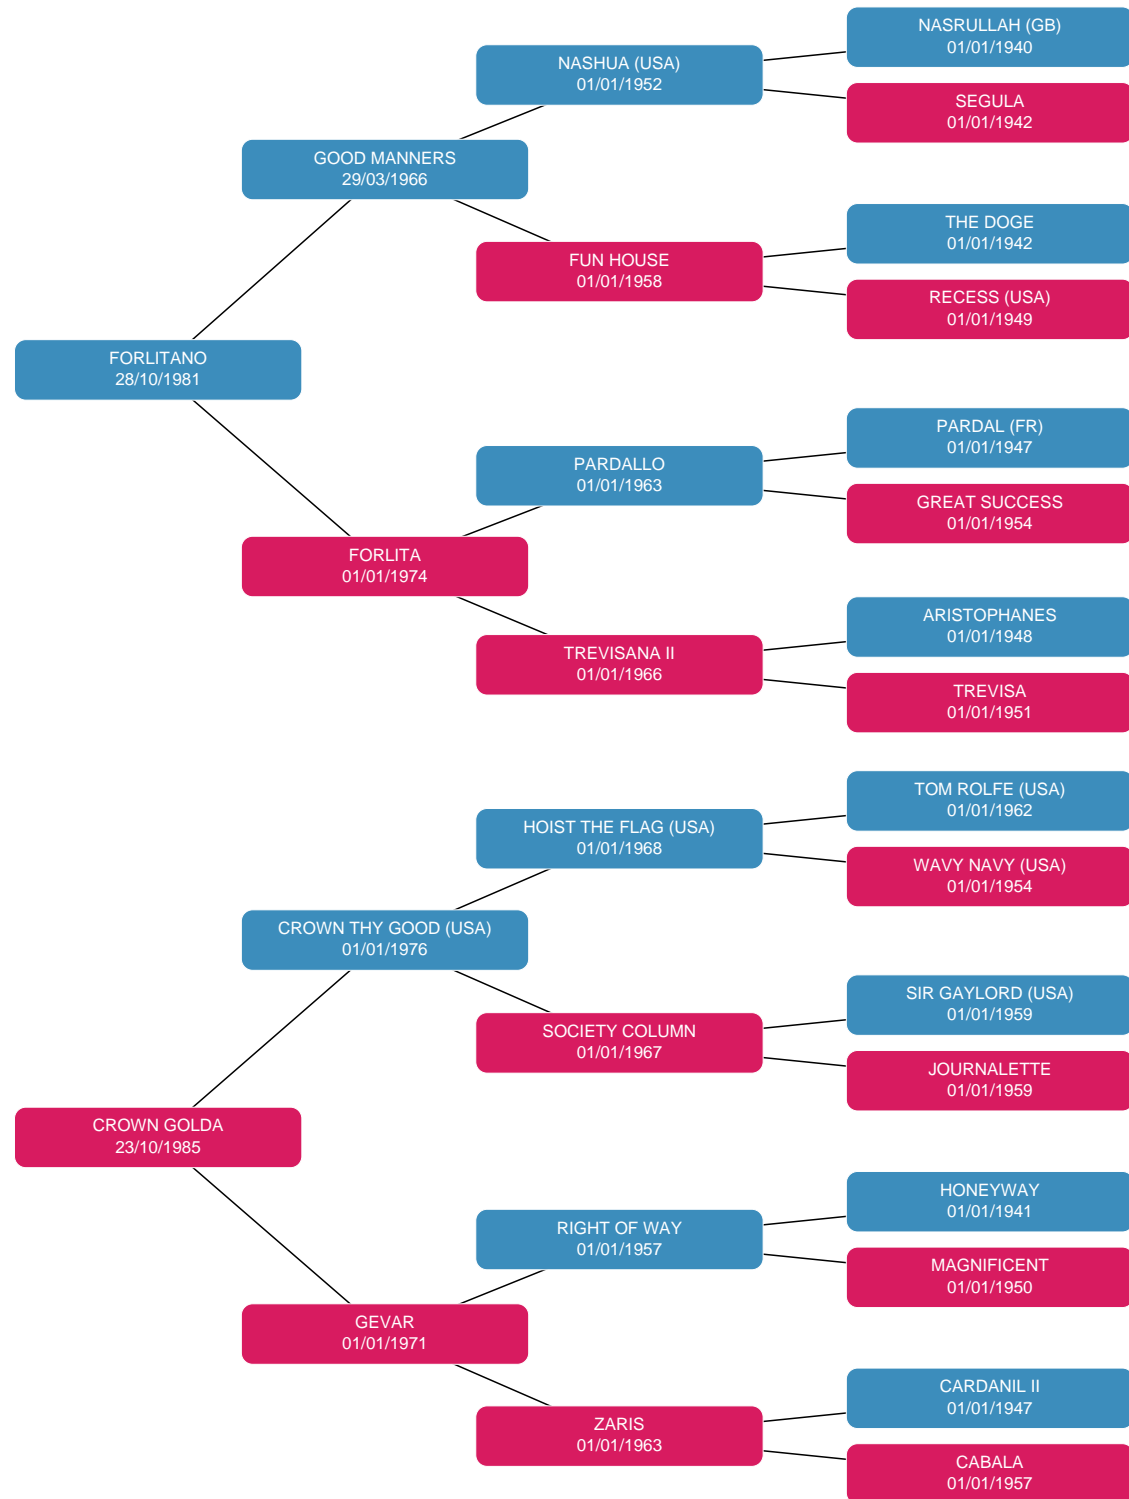 NASRULLAH (GB)
01/01/1940
NASHUA (USA)
01/01/1952
SEGULA
01/01/1942
GOOD MANNERS
29/03/1966
THE DOGE
01/01/1942
FUN HOUSE
01/01/1958
RECESS (USA)
01/01/1949
FORLITANO
28/10/1981
PARDAL (FR)
01/01/1947
PARDALLO
01/01/1963
GREAT SUCCESS
01/01/1954
FORLITA
01/01/1974
ARISTOPHANES
01/01/1948
TREVISANA II
01/01/1966
TREVISA
01/01/1951
TOM ROLFE (USA)
01/01/1962
HOIST THE FLAG (USA)
01/01/1968
WAVY NAVY (USA)
01/01/1954
CROWN THY GOOD (USA)
01/01/1976
SIR GAYLORD (USA)
01/01/1959
SOCIETY COLUMN
01/01/1967
JOURNALETTE
01/01/1959
CROWN GOLDA
23/10/1985
HONEYWAY
01/01/1941
RIGHT OF WAY
01/01/1957
MAGNIFICENT
01/01/1950
GEVAR
01/01/1971
CARDANIL II
01/01/1947
ZARIS
01/01/1963
CABALA
01/01/1957